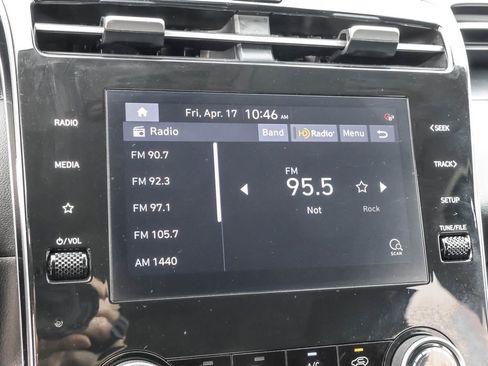 Fri, Apr. 17 10:46 AM
RADIO
Radio
Band
HD Radio
Menu
<SEEK
FM 90.7
MEDIA
FM 92.3
FM
95.5
TRACK>
FM 97.1
Not
Rock
SETUP
FM 105.7
/VOL
TUNE/FILE
AM 1440
SCAN
A/C